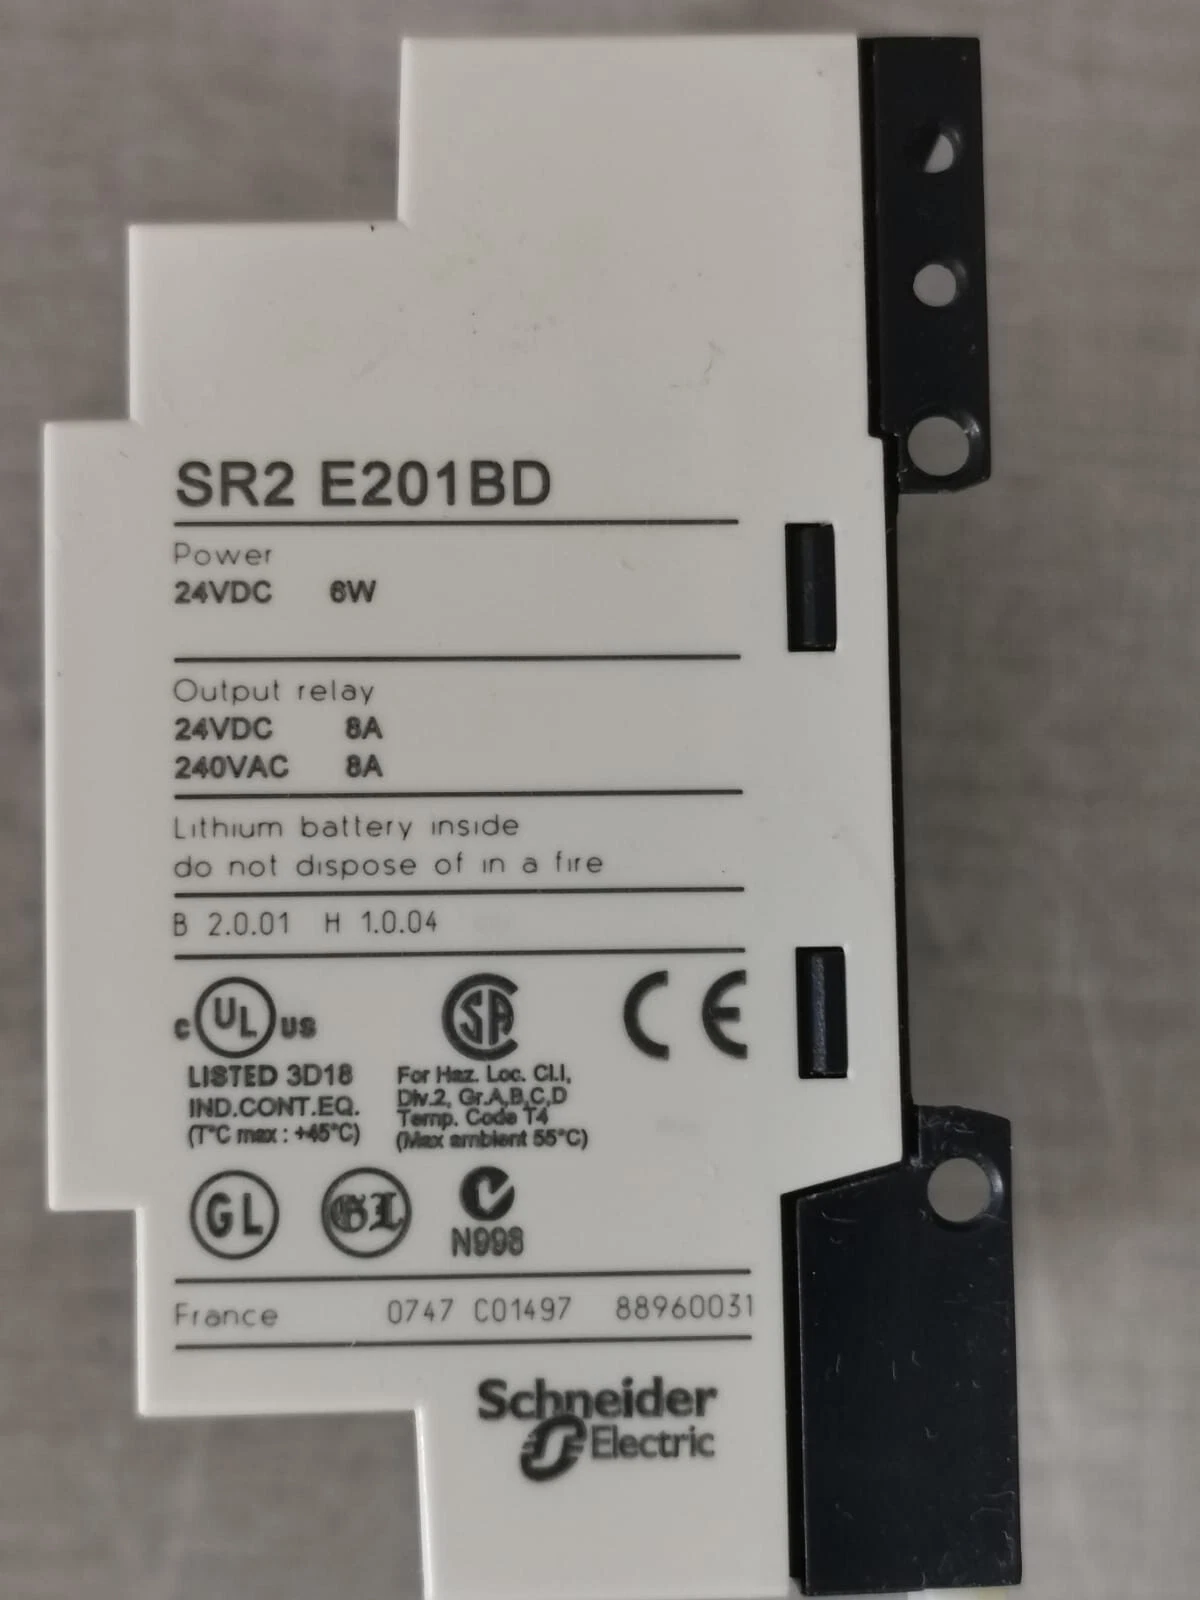 SR2 E201BD
Power
24VDC 6W
Output relay
24VDC 8A
240VAC 8A
Lithium battery inside
do not dispose of in a fire
B 2.0.01 H 1.0.04
c UL us
LISTED 3D18
IND.CONT.EQ.
(T°C max : +45°C)
SA
For Haz. Loc. Cl.I,
Div.2, Gr.A,B,C,D
Temp. Code T4
(Max ambient 55°C)
CE
GL GL
N998
France 0747 C01497 88960031
Schneider
Electric